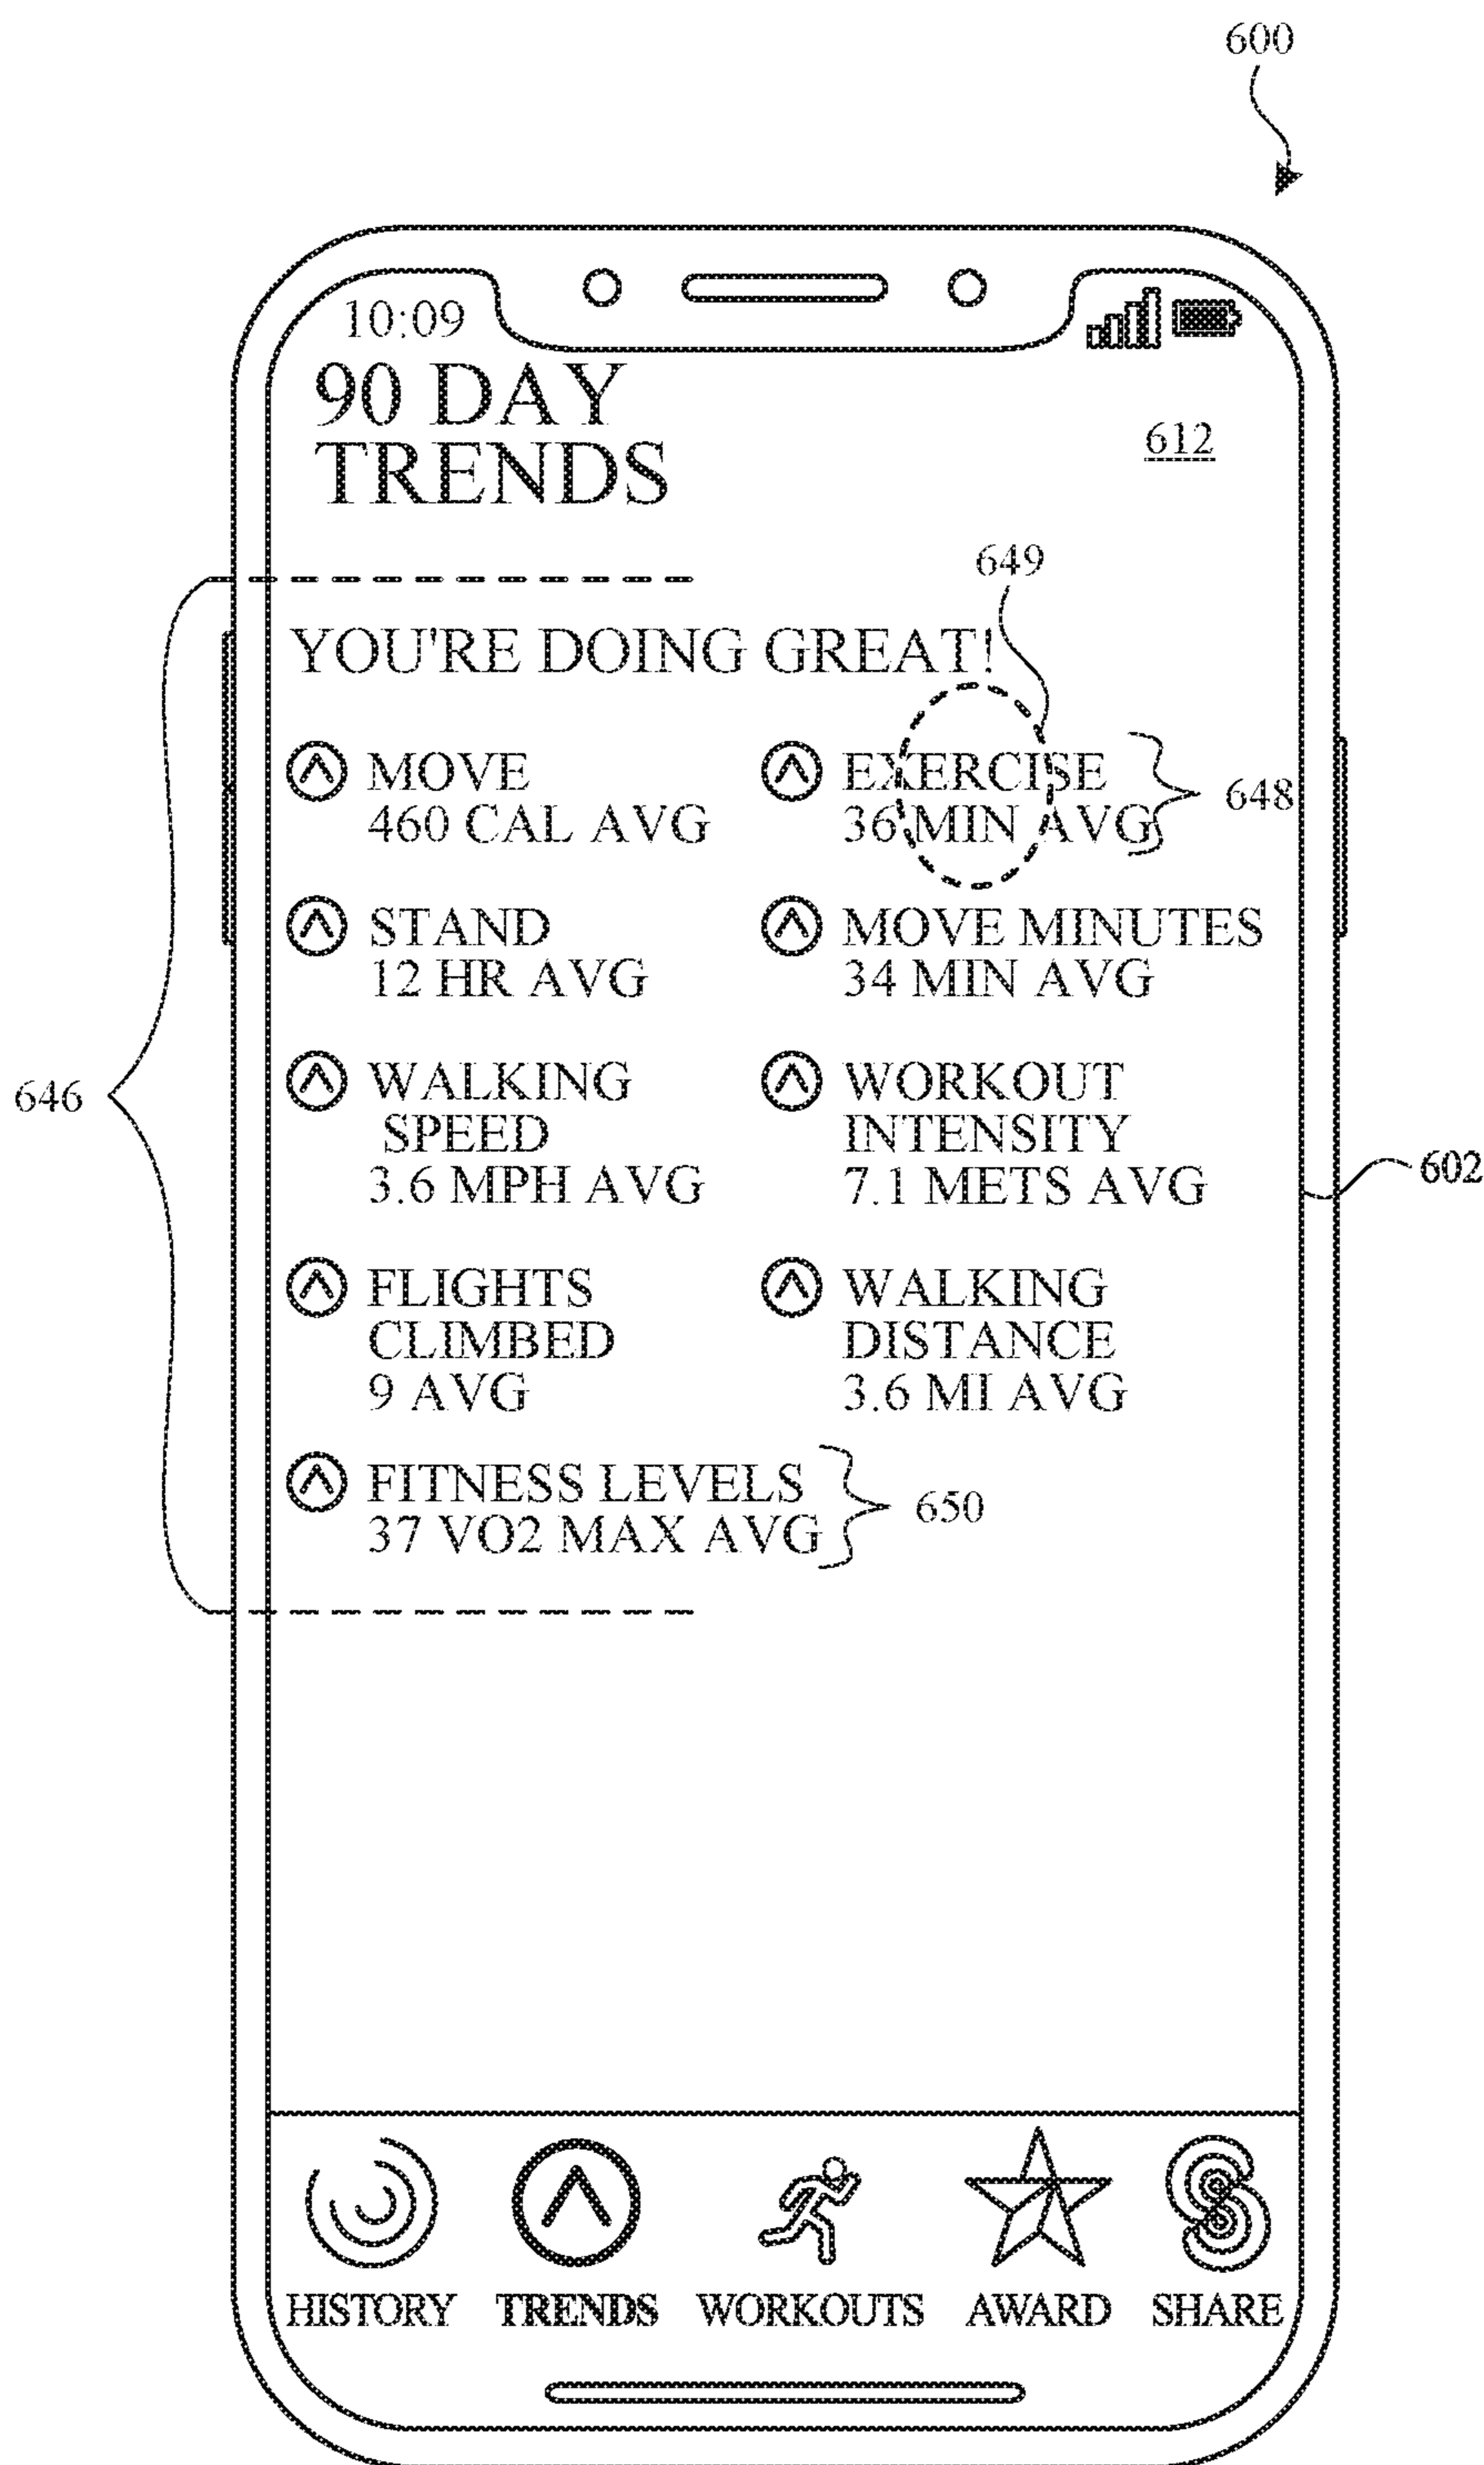 600
10:09
90 DAY
TRENDS
612
649
YOU'RE DOING GREAT!
MOVE
460 CAL AVG
EXERCISE
36 MIN AVG
648
STAND
12 HR AVG
MOVE MINUTES
34 MIN AVG
646
WALKING
SPEED
3.6 MPH AVG
WORKOUT
INTENSITY
7.1 METS AVG
602
FLIGHTS
CLIMBED
9 AVG
WALKING
DISTANCE
3.6 MI AVG
FITNESS LEVELS
37 VO2 MAX AVG
650
HISTORY TRENDS WORKOUTS AWARD SHARE